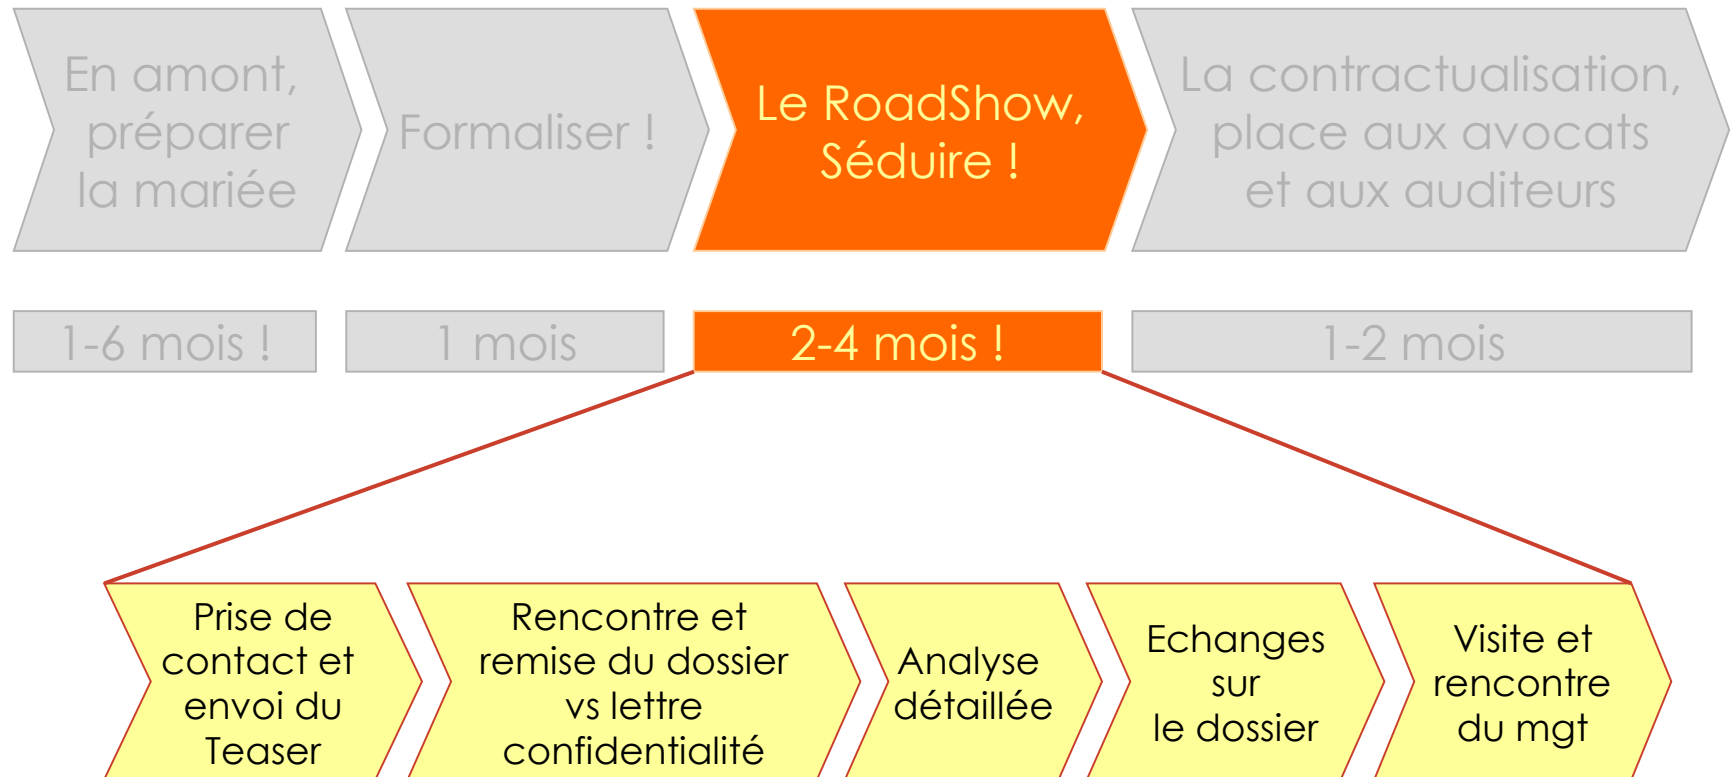 En amont,
préparer
la mariée
Formaliser !
Le RoadShow,
Séduire !
La contractualisation,
place aux avocats
et aux auditeurs
1-6 mois !
1 mois
2-4 mois !
1-2 mois
Prise de
contact et
envoi du
Teaser
Rencontre et
remise du dossier
vs lettre
confidentialité
Analyse
détaillée
Echanges
sur
le dossier
Visite et
rencontre
du mgt